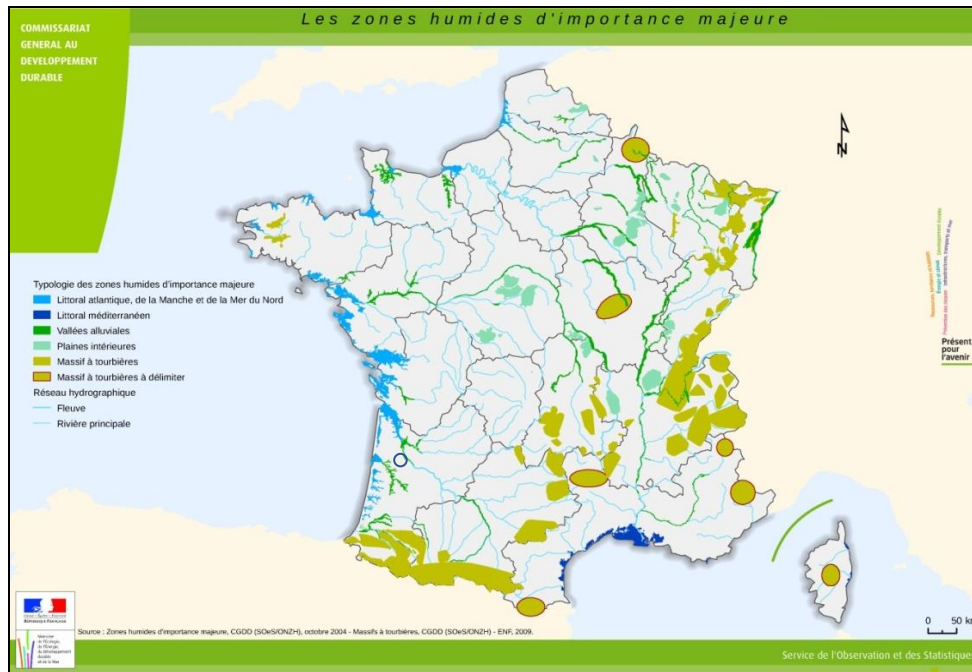 Les zones humides d'importance majeure
COMMISSARIAT
GENERAL AU
DEVELOPPEMENT
DURABLE
N
Typologie des zones humides d'importance majeure
Littoral atlantique, de la Manche et de la Mer du Nord
Littoral méditerranéen
Vallées alluviales
Plaines intérieures
Massif à tourbières
Massif à tourbières à délimiter
Réseau hydrographique
Fleuve
Rivière principale
Présent
pour
l'avenir
0 50 km
RÉPUBLIQUE FRANÇAISE
Source : Zones humides d'importance majeure, CGDD (SOeS/ONZH), octobre 2004 - Massifs à tourbières, CGDD (SOeS/ONZH) - ENF, 2009.
Service de l'Observation et des Statistiques